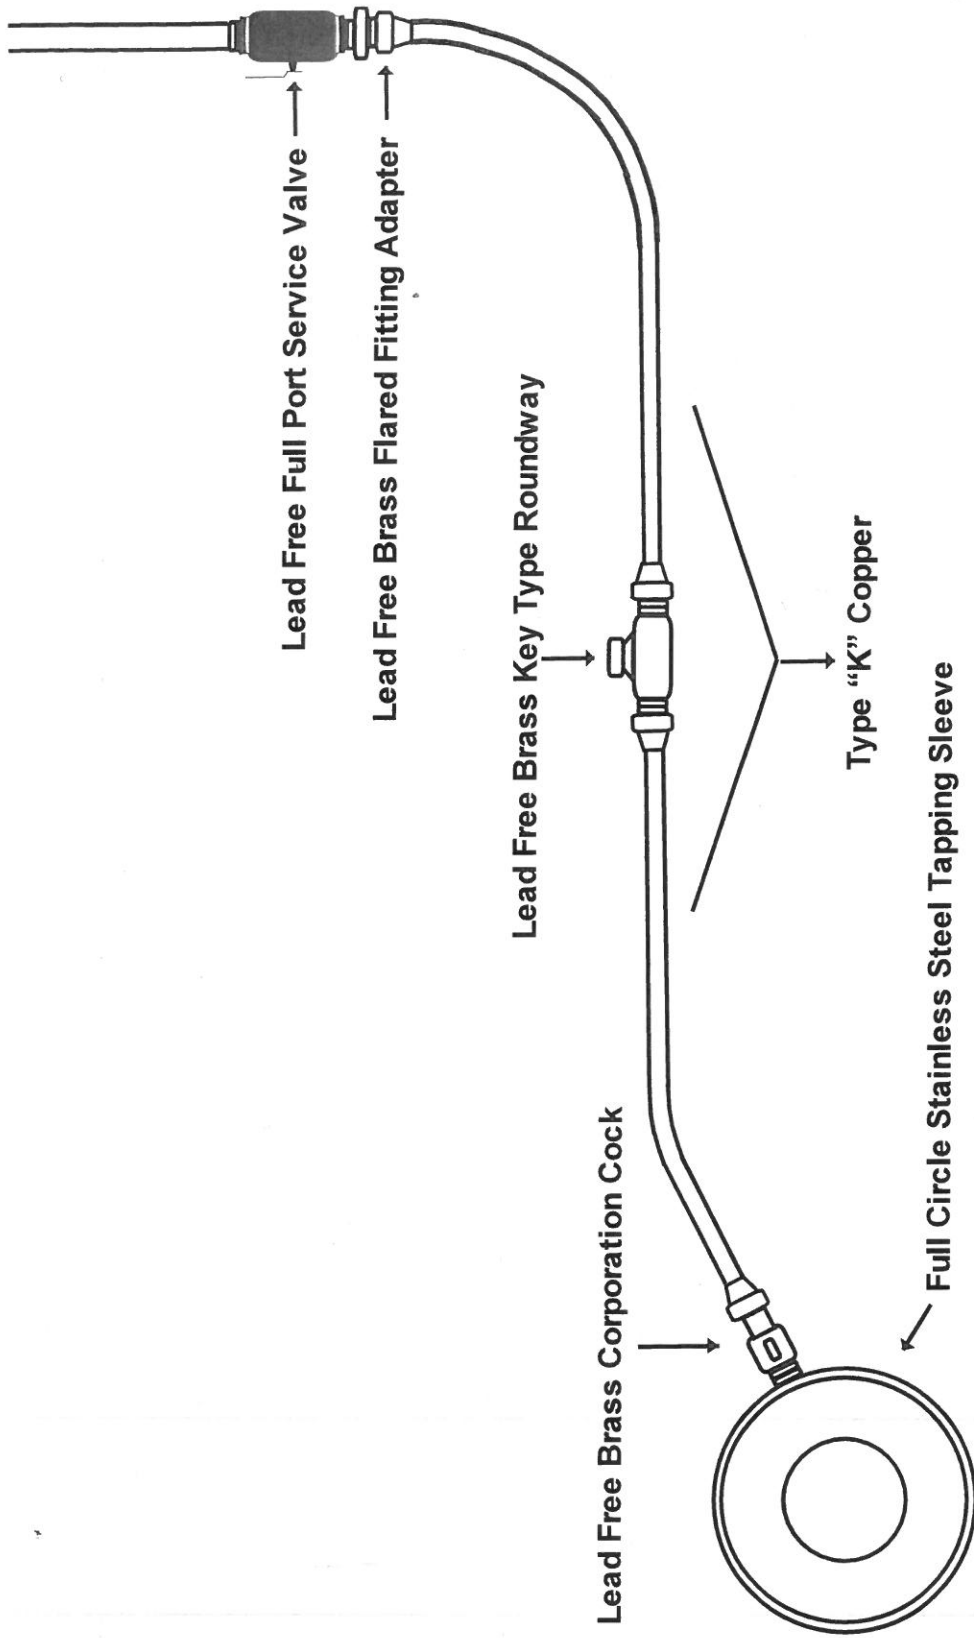 Lead Free Full Port Service Valve
Lead Free Brass Flared Fitting Adapter
Lead Free Brass Key Type Roundway
Lead Free Brass Corporation Cock
Type “K” Copper
Full Circle Stainless Steel Tapping Sleeve